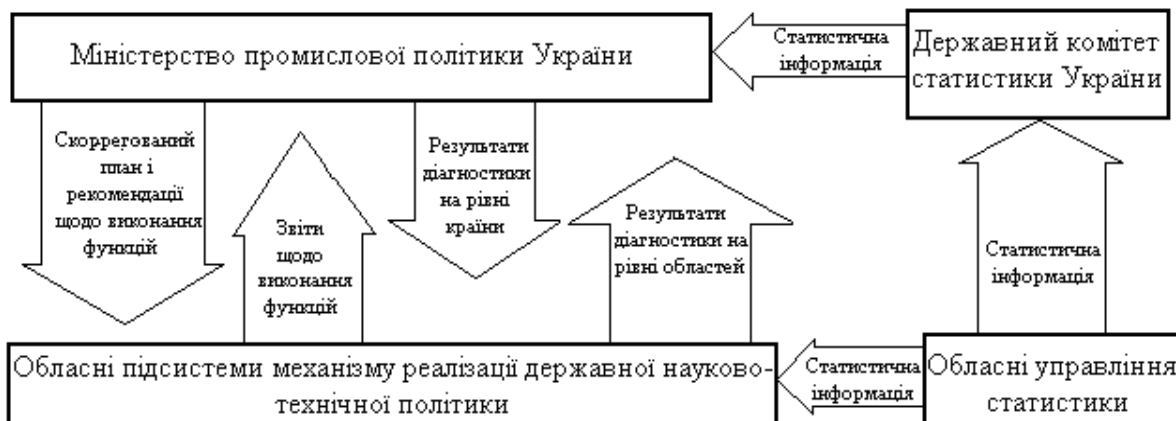 Міністерство промислової політики України
Статистична
інформація
Державний комітет
статистики України
Скоррегований
план і
рекомендації
щодо виконання
функцій
Звіти
щодо
виконання
функцій
Результати
діагностики
на рівні
країни
Результати
діагностики на
рівні областей
Статистична
інформація
Обласні підсистеми механізму реалізації державної науково-
технічної політики
Статистична
інформація
Обласні управління
статистики